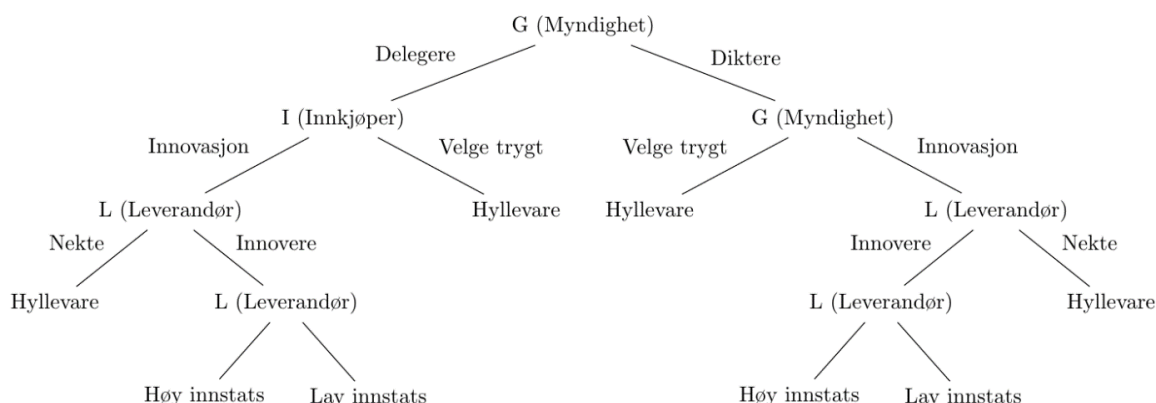 G (Myndighet)
Delegere
Diktere
I (Innkjøper)
G (Myndighet)
Innovasjon
Velge trygt
Velge trygt
Innovasjon
L (Leverandør)
Hyllevare
Hyllevare
L (Leverandør)
Nekte
Innovere
Innovere
Nekte
Hyllevare
L (Leverandør)
L (Leverandør)
Hyllevare
Høy innstats
Lav innstats
Høy innstats
Lav innstats